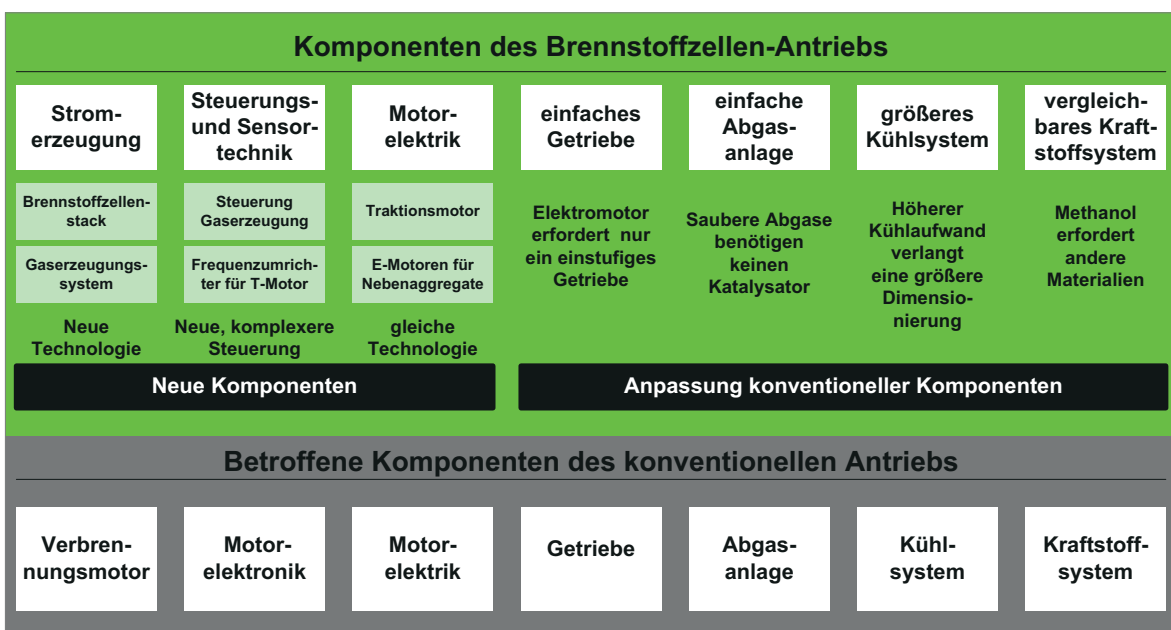 Komponenten des Brennstoffzellen-Antriebs
Strom-
erzeugung
Steuerungs-
und Sensor-
technik
Motor-
elektrik
einfaches
Getriebe
einfache
Abgas-
anlage
größeres
Kühlsystem
vergleich-
bares Kraft-
stoffsystem
Brennstoffzellen-
stack
Steuerung
Gaserzeugung
Traktionsmotor
Gaserzeugungs-
system
Frequenzumrich-
ter für T-Motor
E-Motoren für
Nebenaggregate
Elektromotor
erfordert nur
ein einstufiges
Getriebe
Saubere Abgase
benötigen
keinen
Katalysator
Höherer
Kühlaufwand
verlangt
eine größere
Dimensio-
nierung
Methanol
erfordert
andere
Materialien
Neue
Technologie
Neue, komplexere
Steuerung
gleiche
Technologie
Neue Komponenten
Anpassung konventioneller Komponenten
Betroffene Komponenten des konventionellen Antriebs
Verbren-
nungsmotor
Motor-
elektronik
Motor-
elektrik
Getriebe
Abgas-
anlage
Kühl-
system
Kraftstoff-
system